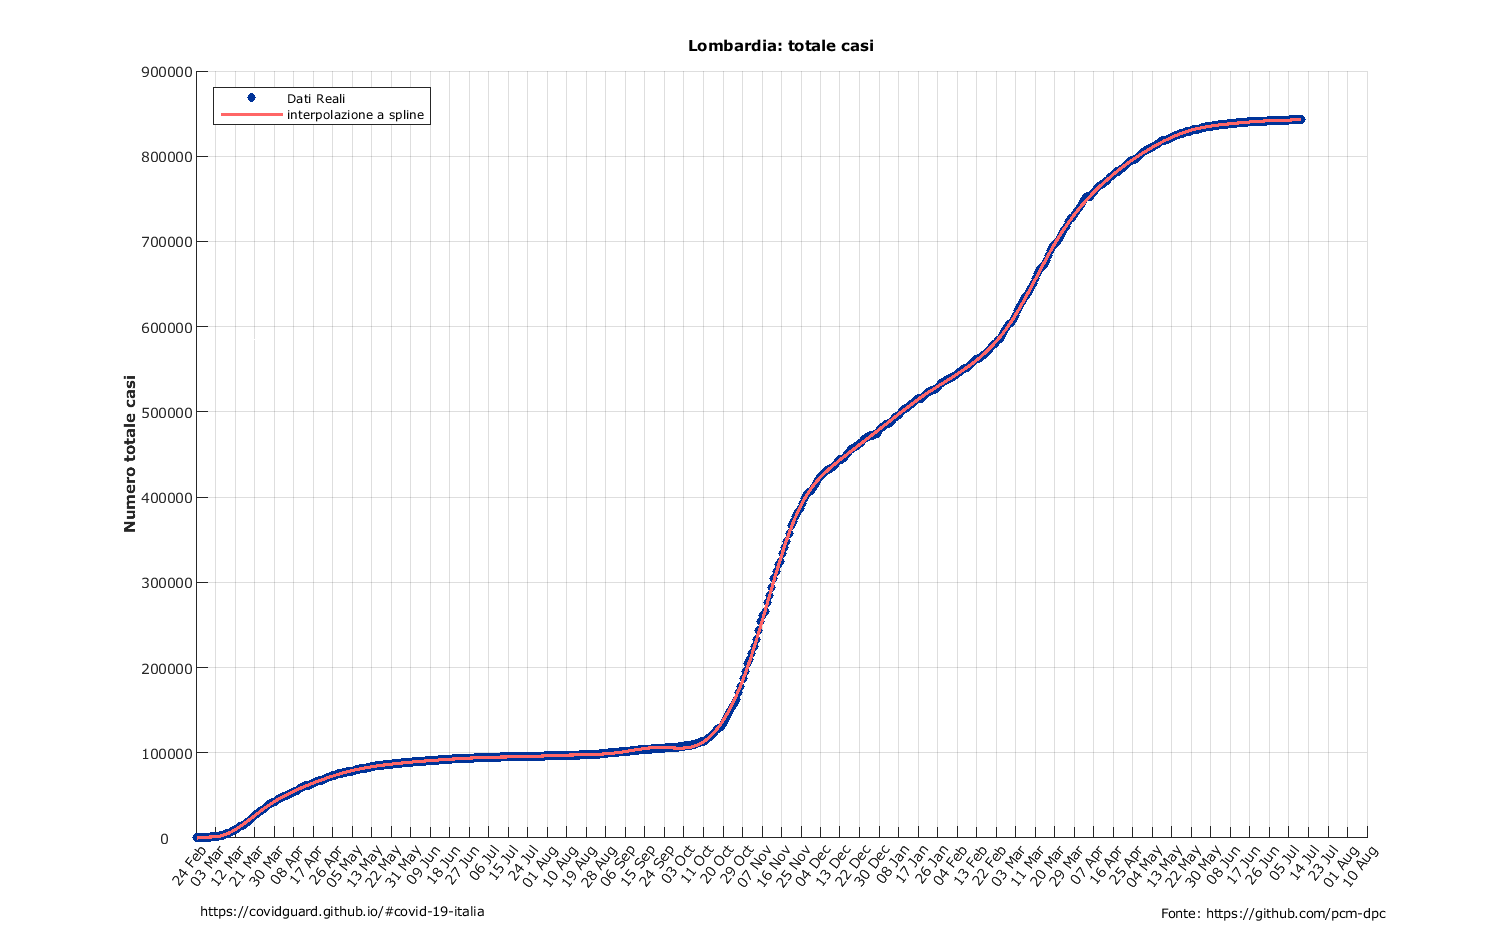 Lombardia: totale casi
900000
800000
700000
600000
500000
400000
300000
200000
100000
0
Numero totale casi
Dati Reali
interpolazione a spline
24 Feb
03 Mar
12 Mar
21 Mar
30 Mar
08 Apr
17 Apr
26 Apr
05 May
13 May
22 May
31 May
09 Jun
18 Jun
27 Jun
06 Jul
15 Jul
24 Jul
01 Aug
10 Aug
19 Aug
28 Aug
06 Sep
15 Sep
24 Sep
03 Oct
11 Oct
20 Oct
29 Oct
07 Nov
16 Nov
25 Nov
04 Dec
13 Dec
22 Dec
30 Dec
08 Jan
17 Jan
26 Jan
04 Feb
13 Feb
22 Feb
03 Mar
11 Mar
20 Mar
29 Mar
07 Apr
16 Apr
25 Apr
04 May
13 May
22 May
30 May
08 Jun
17 Jun
26 Jun
05 Jul
14 Jul
23 Jul
01 Aug
10 Aug
https://covidguard.github.io/#covid-19-italia
Fonte: https://github.com/pcm-dpc